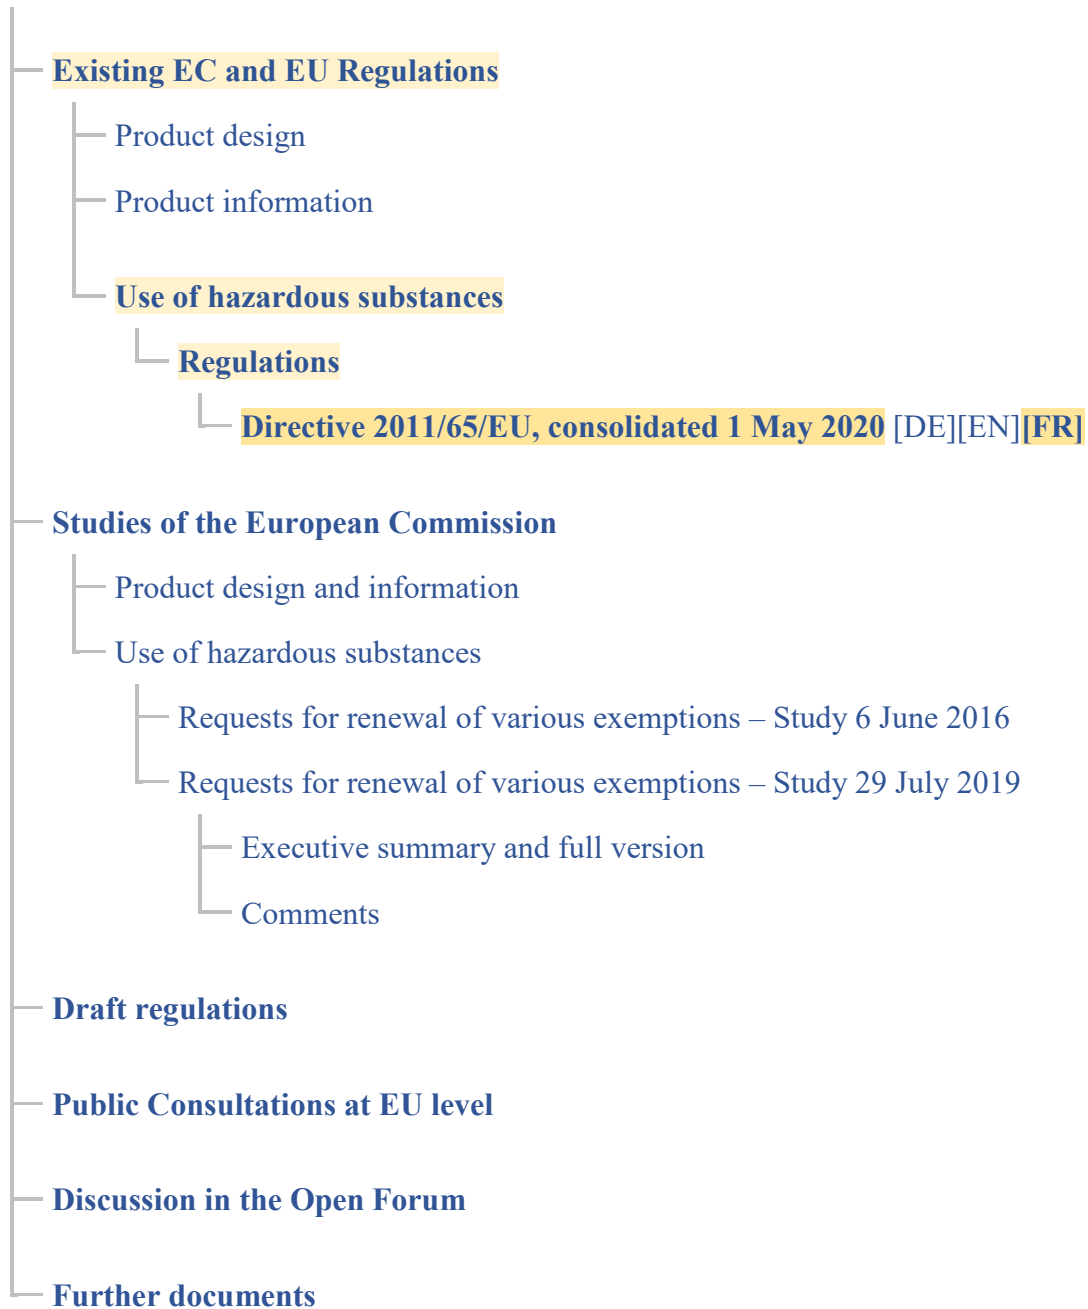 Existing EC and EU Regulations
Product design
Product information
Use of hazardous substances
Regulations
Directive 2011/65/EU, consolidated 1 May 2020 [DE][EN][FR]
Studies of the European Commission
Product design and information
Use of hazardous substances
Requests for renewal of various exemptions – Study 6 June 2016
Requests for renewal of various exemptions – Study 29 July 2019
Executive summary and full version
Comments
Draft regulations
Public Consultations at EU level
Discussion in the Open Forum
Further documents